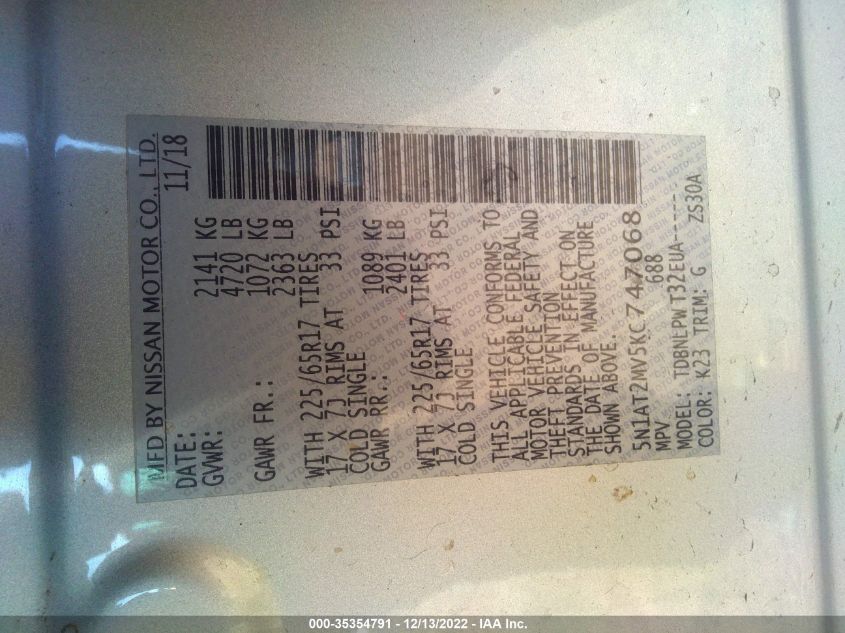 MFD BY NISSAN MOTOR CO., LTD.
DATE: 11/18
GVWR: 2141 KG
4720 LB
GAWR FR.: 1072 KG
2363 LB
WITH 225/65R17 TIRES
17 X 7J RIMS AT 33 PSI
COLD SINGLE
GAWR RR.: 1089 KG
2401 LB
WITH 225/65R17 TIRES
17 X 7J RIMS AT 33 PSI
COLD SINGLE
THIS VEHICLE CONFORMS TO
ALL APPLICABLE FEDERAL
MOTOR VEHICLE SAFETY AND
THEFT PREVENTION
STANDARDS IN EFFECT ON
THE DATE OF MANUFACTURE
SHOWN ABOVE.
5N1AT2MV5KC747068
MPV 688
MODEL: TDBNLPW T32EUA-----
COLOR: K23 TRIM: G ZS30A
000-35354791 - 12/13/2022 - IAA Inc.